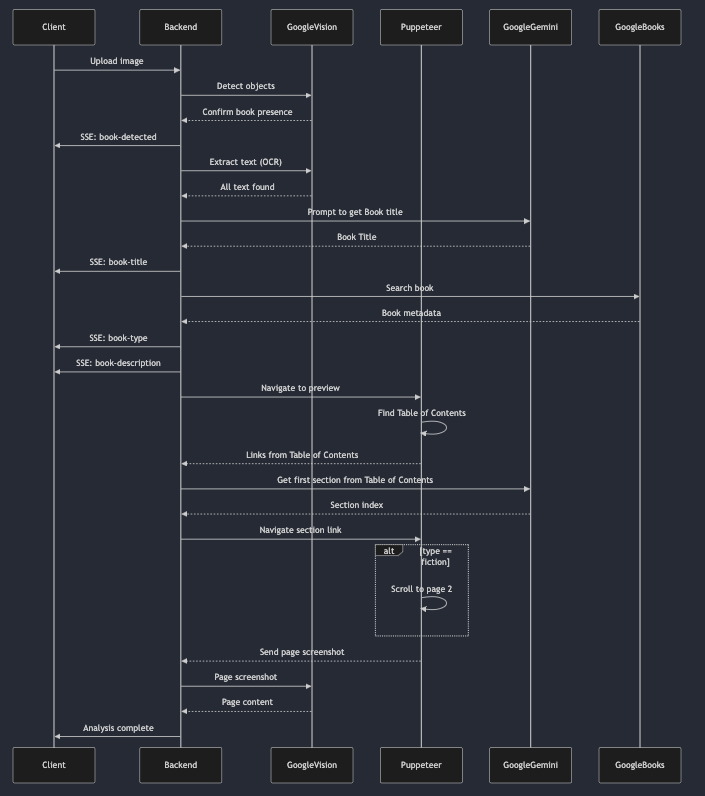 Client Backend GoogleVision Puppeteer GoogleGemini GoogleBooks
Upload image
Detect objects
Confirm book presence
SSE: book-detected
Extract text (OCR)
All text found
Prompt to get Book title
Book Title
SSE: book-title
Search book
Book metadata
SSE: book-type
SSE: book-description
Navigate to preview
Find Table of Contents
Links from Table of Contents
Get first section from Table of Contents
Section index
Navigate section link
alt [type ==
fiction]
Scroll to page 2
Send page screenshot
Page screenshot
Page content
Analysis complete
Client Backend GoogleVision Puppeteer GoogleGemini GoogleBooks